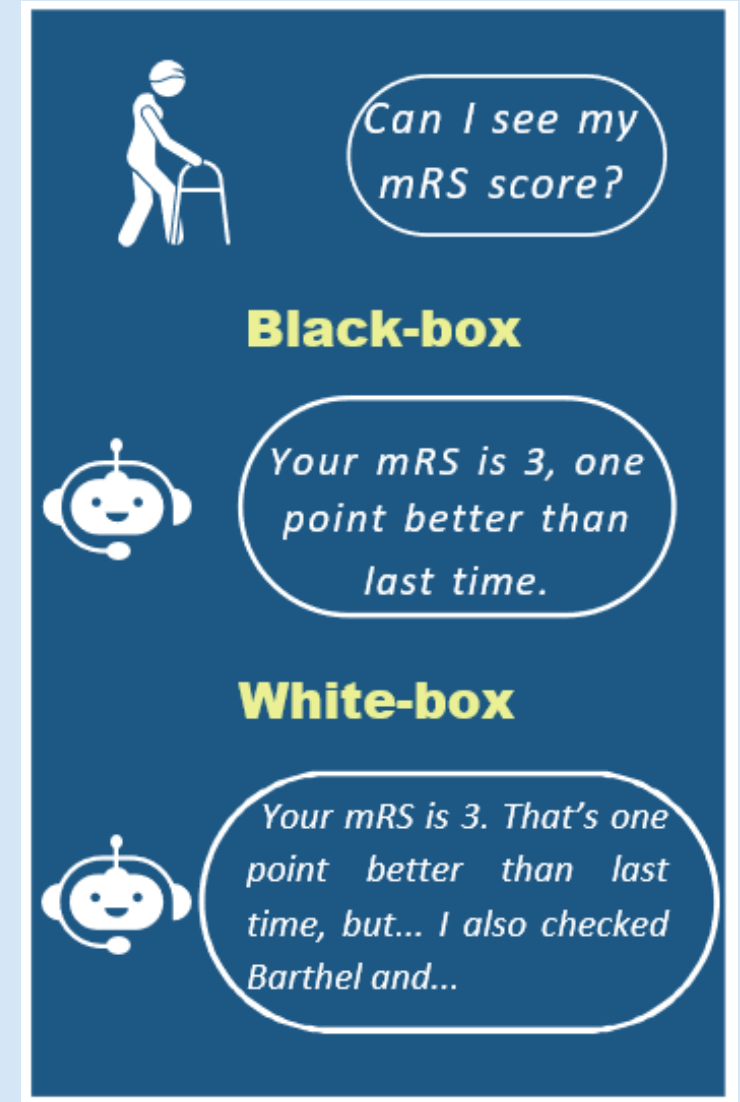 Can I see my
mRS score?
Black-box
Your mRS is 3, one
point better than
last time.
White-box
Your mRS is 3. That’s one
point better than last
time, but... I also checked
Barthel and...